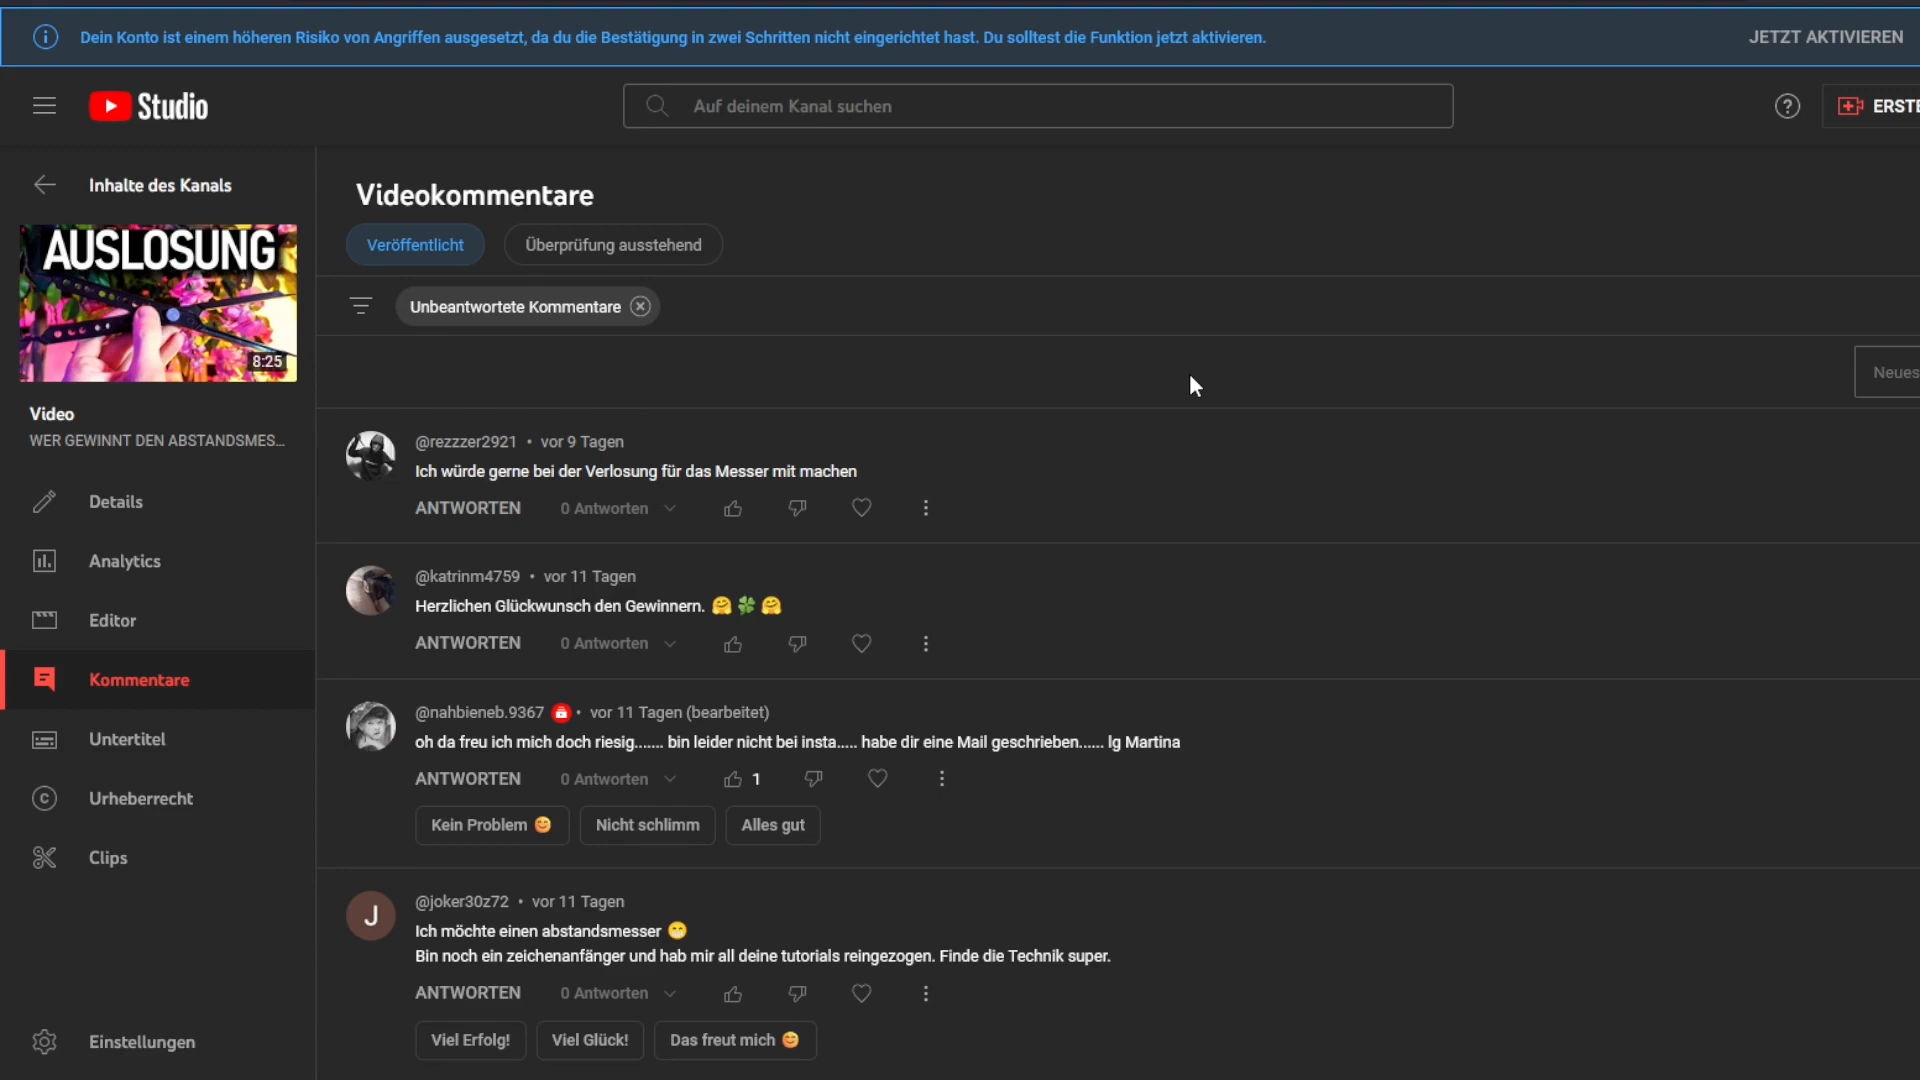 Dein Konto ist einem höheren Risiko von Angriffen ausgesetzt, da du die Bestätigung in zwei Schritten nicht eingerichtet hast. Du solltest die Funktion jetzt aktivieren.
JETZT AKTIVIEREN
Studio
Auf deinem Kanal suchen
ERSTE
Inhalte des Kanals
AUSLOSUNG
8:25
Video
WER GEWINNT DEN ABSTANDSMES...
Details
Analytics
Editor
Kommentare
Untertitel
Urheberrecht
Clips
Einstellungen
Videokommentare
Veröffentlicht
Überprüfung ausstehend
Unbeantwortete Kommentare
Neues
@rezzzer2921 • vor 9 Tagen
Ich würde gerne bei der Verlosung für das Messer mit machen
ANTWORTEN 0 Antworten
@katrinm4759 • vor 11 Tagen
Herzlichen Glückwunsch den Gewinnern. 🤗 🍀 🤗
ANTWORTEN 0 Antworten
@nahbieneb.9367 • vor 11 Tagen (bearbeitet)
oh da freu ich mich doch riesig....... bin leider nicht bei insta..... habe dir eine Mail geschrieben...... lg Martina
ANTWORTEN 0 Antworten 1
Kein Problem 😊 Nicht schlimm Alles gut
J
@joker30z72 • vor 11 Tagen
Ich möchte einen abstandsmesser 😁
Bin noch ein zeichenanfänger und hab mir all deine tutorials reingezogen. Finde die Technik super.
ANTWORTEN 0 Antworten
Viel Erfolg! Viel Glück! Das freut mich 😊